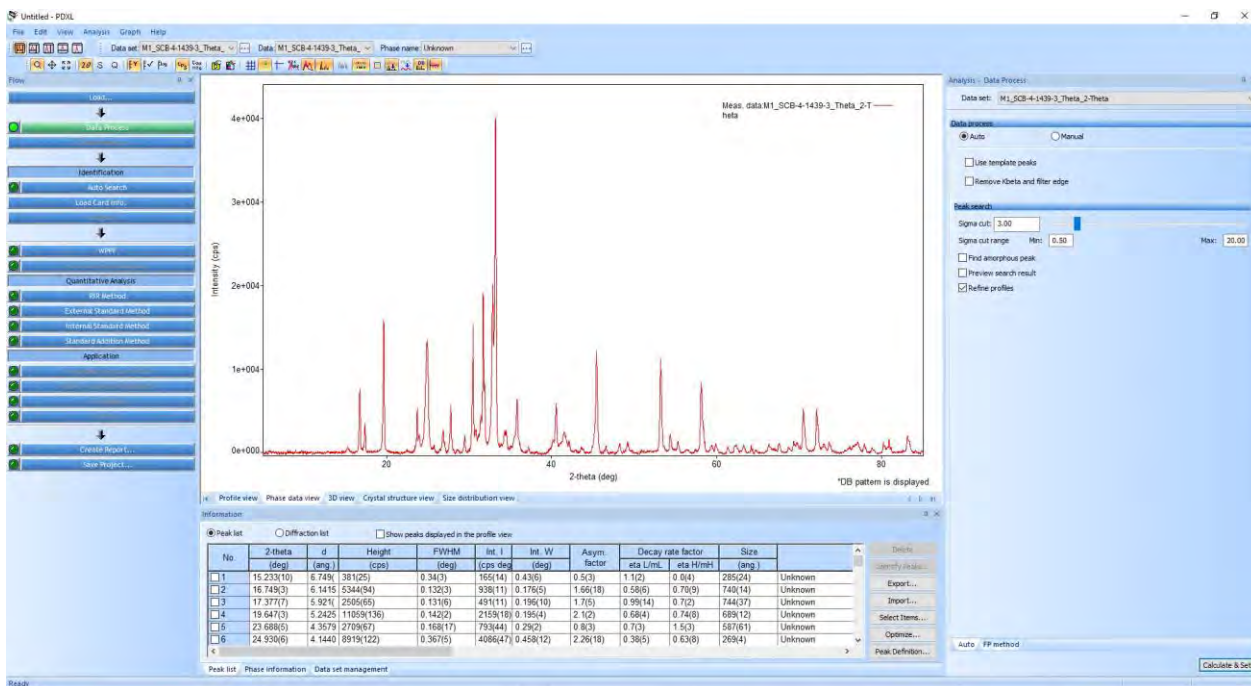 Untitled - PDXL
File Edit View Analysis Graph Help
Data set: M1_SCB-4-1439-3_Theta_ Data: M1_SCB-4-1439-3_Theta_ Phase name: Unknown
Flow
Load...
Data Process
Identification
Auto Search
Load Card Info.
WPPF
Quantitative Analysis
RIR Method
External Standard Method
Internal Standard Method
Standard Addition Method
Application
Create Report...
Save Project...
Meas. data:M1_SCB-4-1439-3_Theta_2-T
heta
Intensity (cps)
4e+004
3e+004
2e+004
1e+004
0e+000
20 40 60 80
2-theta (deg)
*DB pattern is displayed
Profile view Phase data view 3D view Crystal structure view Size distribution view
Information
Peak list Diffraction list Show peaks displayed in the profile view
No. 2-theta d Height FWHM Int. I Int. W Asym. factor Decay rate factor Size
(deg) (ang.) (cps) (deg) (cps deg (deg) eta L/mL eta H/mH (ang.)
1 15.233(10) 6.749( 381(25) 0.34(3) 165(14) 0.43(6) 0.5(3) 1.1(2) 0.0(4) 285(24) Unknown
2 16.749(3) 6.1415 5344(94) 0.132(3) 938(11) 0.176(5) 1.66(18) 0.58(6) 0.70(9) 740(14) Unknown
3 17.377(7) 5.921( 2505(65) 0.131(6) 491(11) 0.196(10) 1.7(5) 0.99(14) 0.7(2) 744(37) Unknown
4 19.647(3) 5.2425 11059(136) 0.142(2) 2159(18) 0.195(4) 2.1(2) 0.68(4) 0.74(8) 689(12) Unknown
5 23.688(5) 4.3579 2709(67) 0.168(17) 793(44) 0.29(2) 0.8(3) 0.7(3) 1.5(3) 587(61) Unknown
6 24.930(6) 4.1440 8919(122) 0.367(5) 4086(47) 0.458(12) 2.26(18) 0.38(5) 0.63(8) 269(4) Unknown
Delete
Identify Peaks...
Export...
Import...
Select Items...
Optimize...
Peak Definition...
Peak list Phase information Data set management
Analysis - Data Process
Data set: M1_SCB-4-1439-3_Theta_2-Theta
Data process
Auto Manual
Use template peaks
Remove Kbeta and filter edge
Peak search
Sigma cut: 3.00
Sigma cut range Min: 0.50 Max: 20.00
Find amorphous peak
Preview search result
Refine profiles
Auto FP method
Calculate & Set
Ready